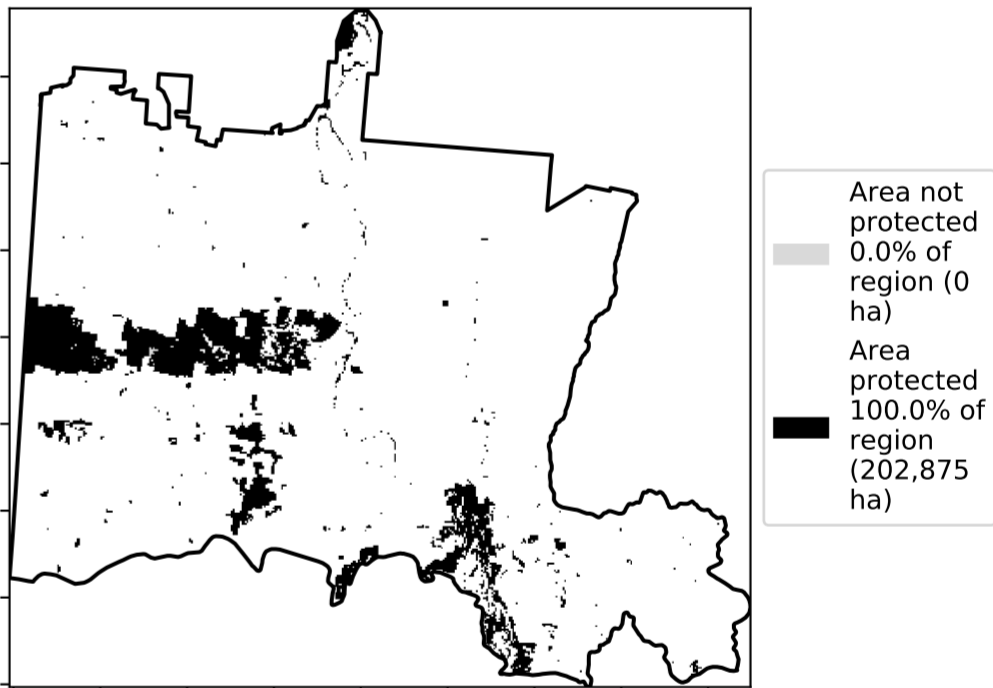 Area not
protected
0.0% of
region (0
ha)
Area
protected
100.0% of
region
(202,875
ha)